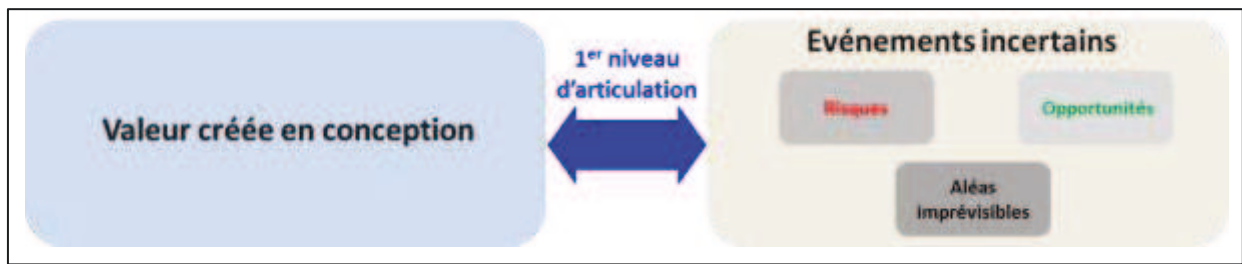 Valeur créée en conception
1er niveau
d'articulation
Evénements incertains
Risques
Opportunités
Aléas
imprévisibles